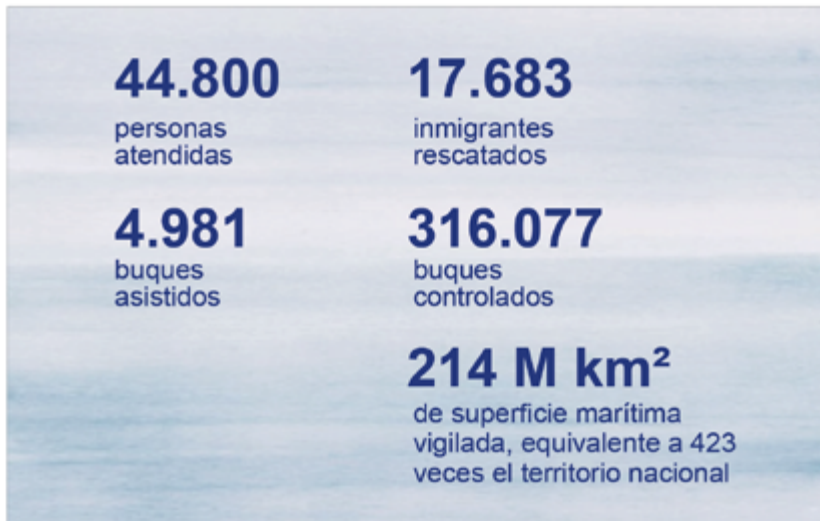 44.800
personas
atendidas
17.683
inmigrantes
rescatados
4.981
buques
asistidos
316.077
buques
controlados
214 M km²
de superficie marítima
vigilada, equivalente a 423
veces el territorio nacional